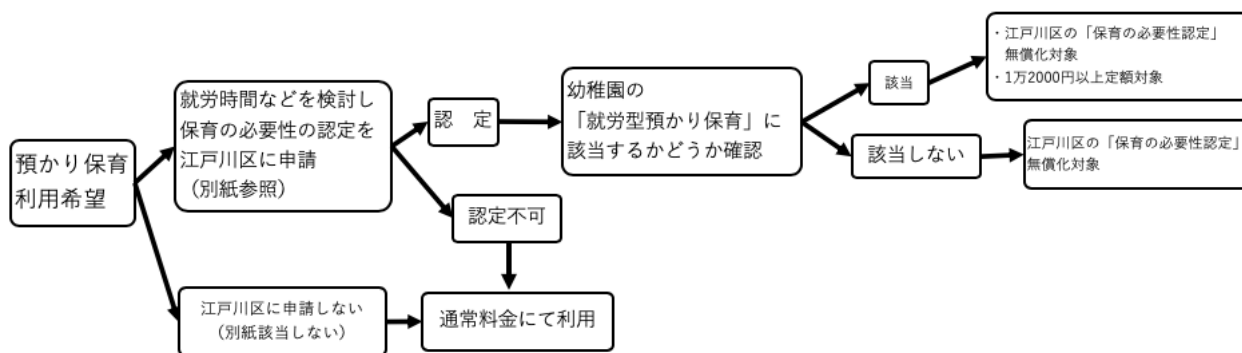 預かり保育
利用希望
就労時間などを検討し
保育の必要性の認定を
江戸川区に申請
（別紙参照）
認　定
認定不可
幼稚園の
「就労型預かり保育」に
該当するかどうか確認
該当
・江戸川区の「保育の必要性認定」
無償化対象
・1万2000円以上定額対象
該当しない
江戸川区の「保育の必要性認定」
無償化対象
江戸川区に申請しない
（別紙該当しない）
通常料金にて利用